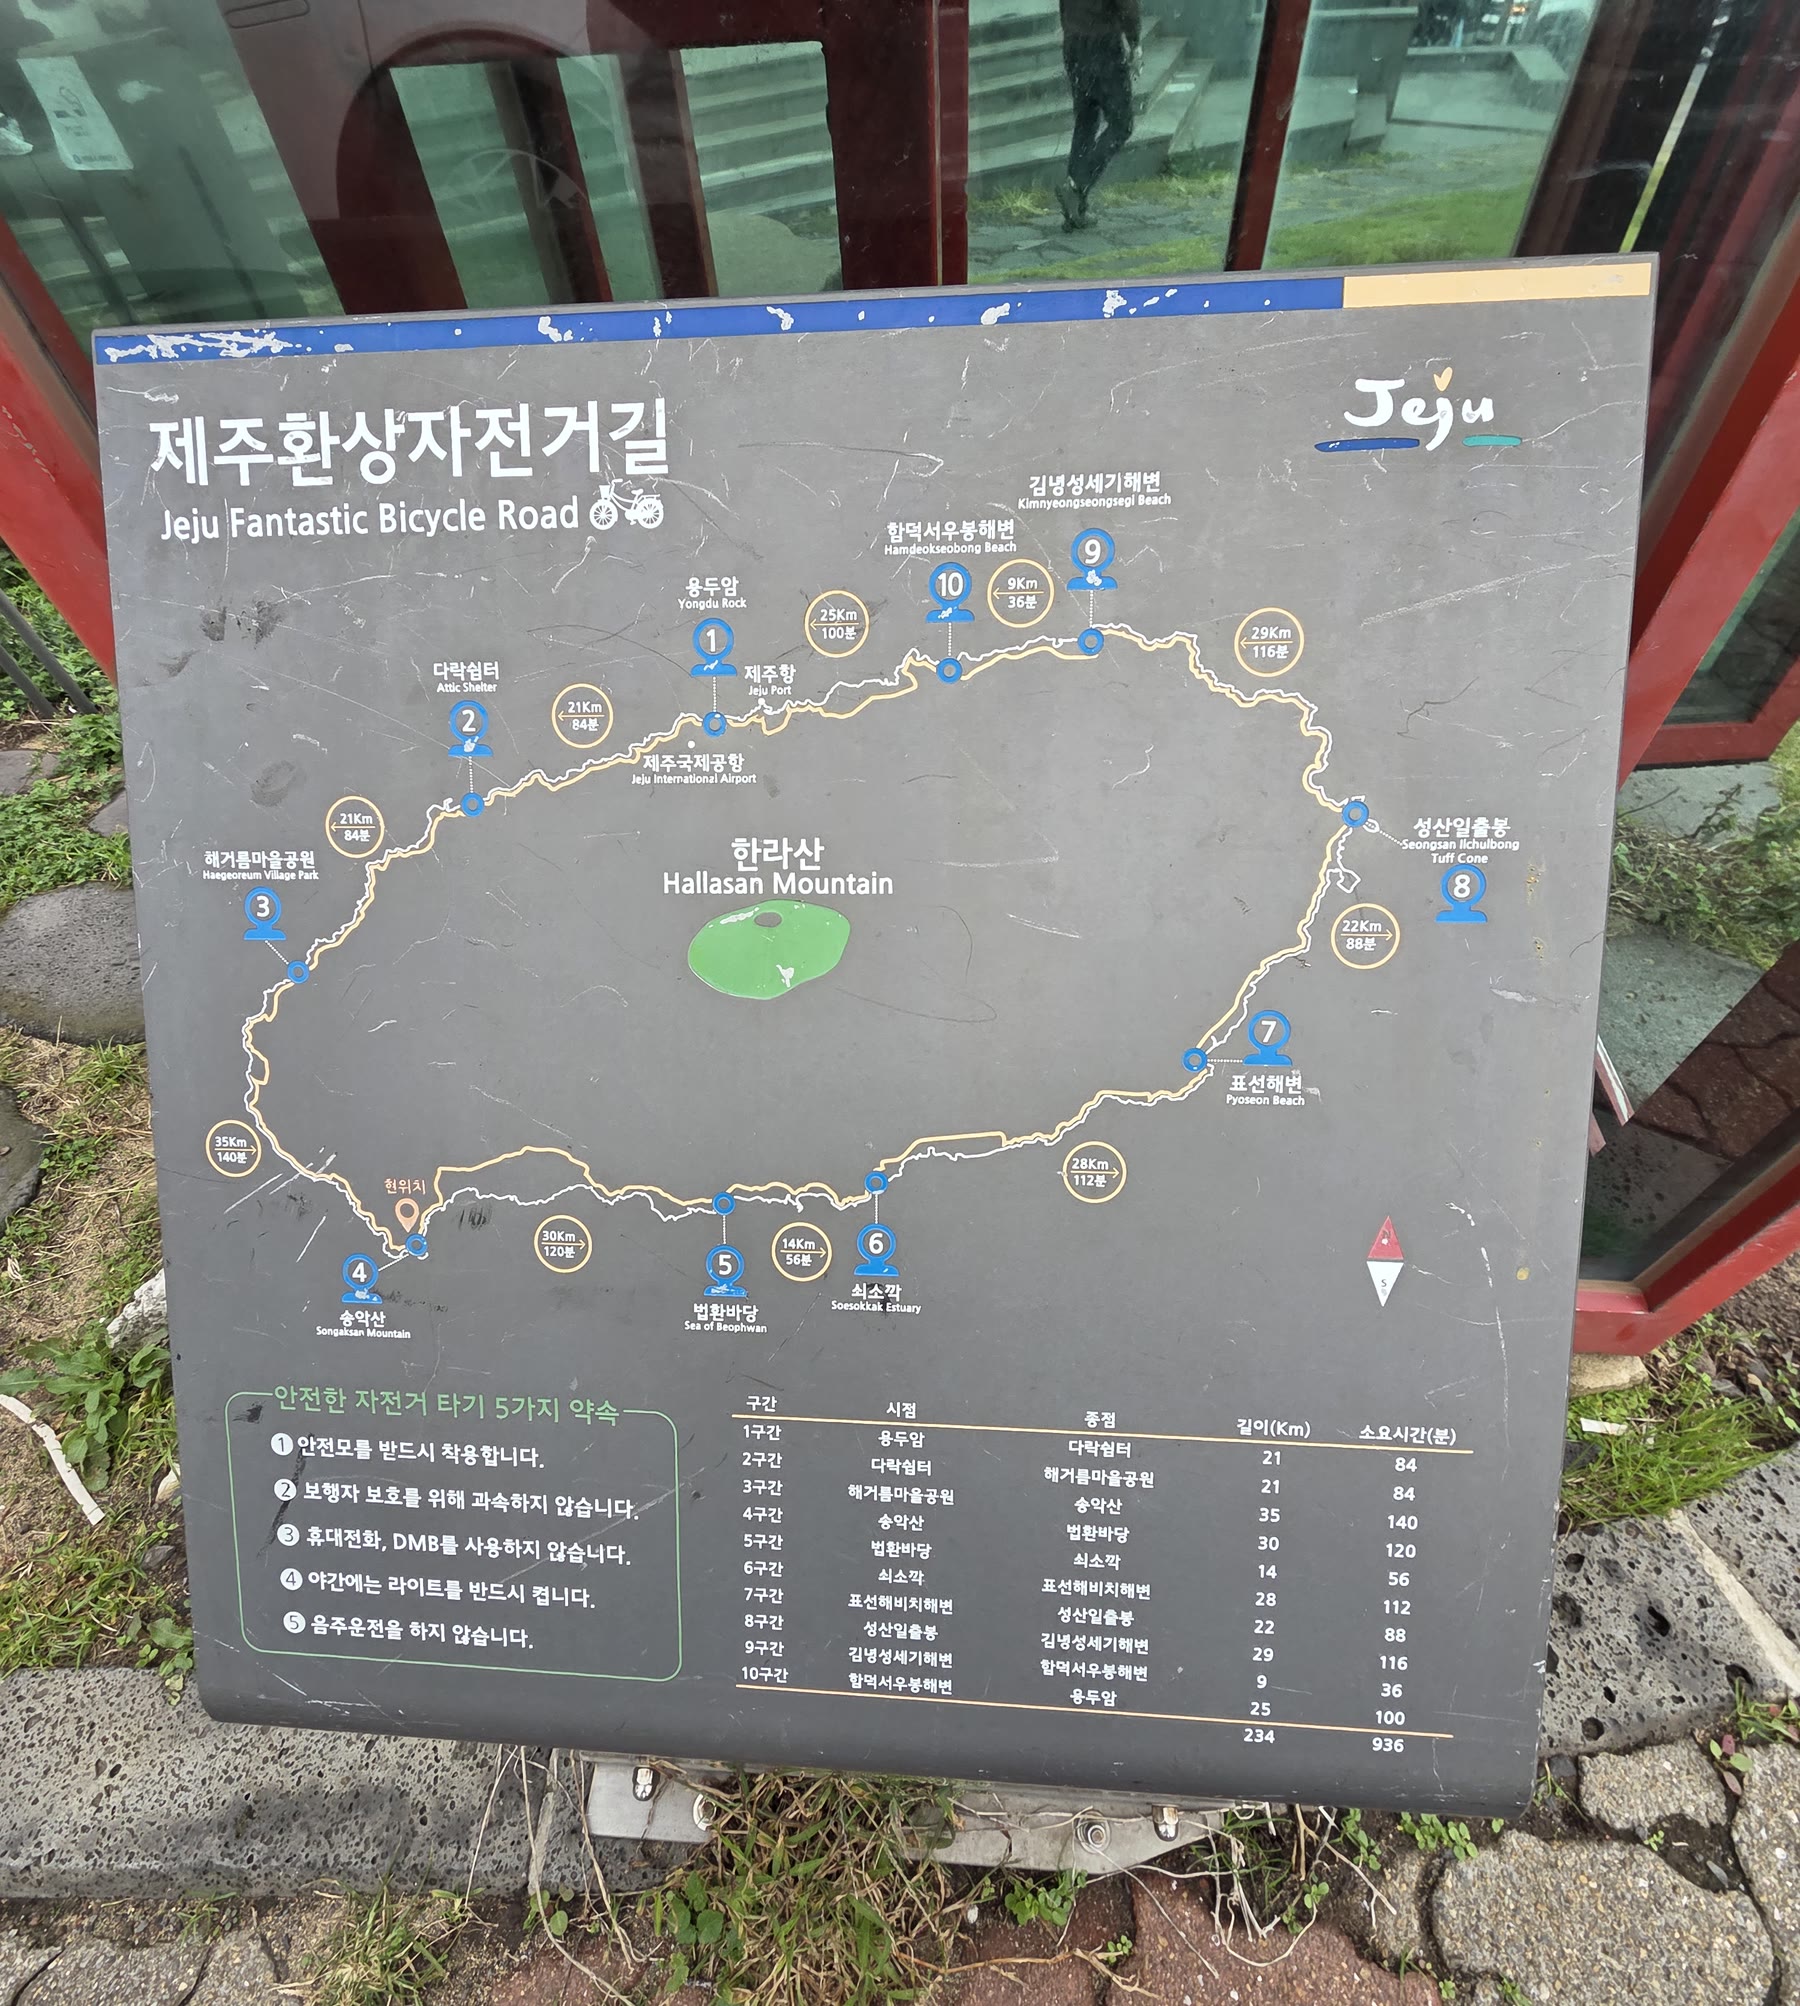 Jeju
제주환상자전거길
Jeju Fantastic Bicycle Road
김녕성세기해변
Kimnyeongseongsegi Beach
9
함덕서우봉해변
Hamdeokseobong Beach
10
9Km
36분
용두암
Yongdu Rock
1
25Km
100분
29Km
116분
다락쉼터
Attic Shelter
2
21Km
84분
제주항
Jeju Port
제주국제공항
Jeju International Airport
21Km
84분
해거름마을공원
Haegeoreum Village Park
3
한라산
Hallasan Mountain
성산일출봉
Seongsan Ilchulbong
Tuff Cone
8
22Km
88분
7
표선해변
Pyoseon Beach
35Km
140분
현위치
4
송악산
Songaksan Mountain
30Km
120분
5
법환바당
Sea of Beophwan
14Km
56분
6
쇠소깍
Soesokkak Estuary
28Km
112분
S
안전한 자전거 타기 5가지 약속
1 안전모를 반드시 착용합니다.
2 보행자 보호를 위해 과속하지 않습니다.
3 휴대전화, DMB를 사용하지 않습니다.
4 야간에는 라이트를 반드시 켭니다.
5 음주운전을 하지 않습니다.
구간 시점 종점 길이(Km) 소요시간(분)
1구간 용두암 다락쉼터 21 84
2구간 다락쉼터 해거름마을공원 21 84
3구간 해거름마을공원 송악산 35 140
4구간 송악산 법환바당 30 120
5구간 법환바당 쇠소깍 14 56
6구간 쇠소깍 표선해비치해변 28 112
7구간 표선해비치해변 성산일출봉 22 88
8구간 성산일출봉 김녕성세기해변 29 116
9구간 김녕성세기해변 함덕서우봉해변 9 36
10구간 함덕서우봉해변 용두암 25 100
234 936